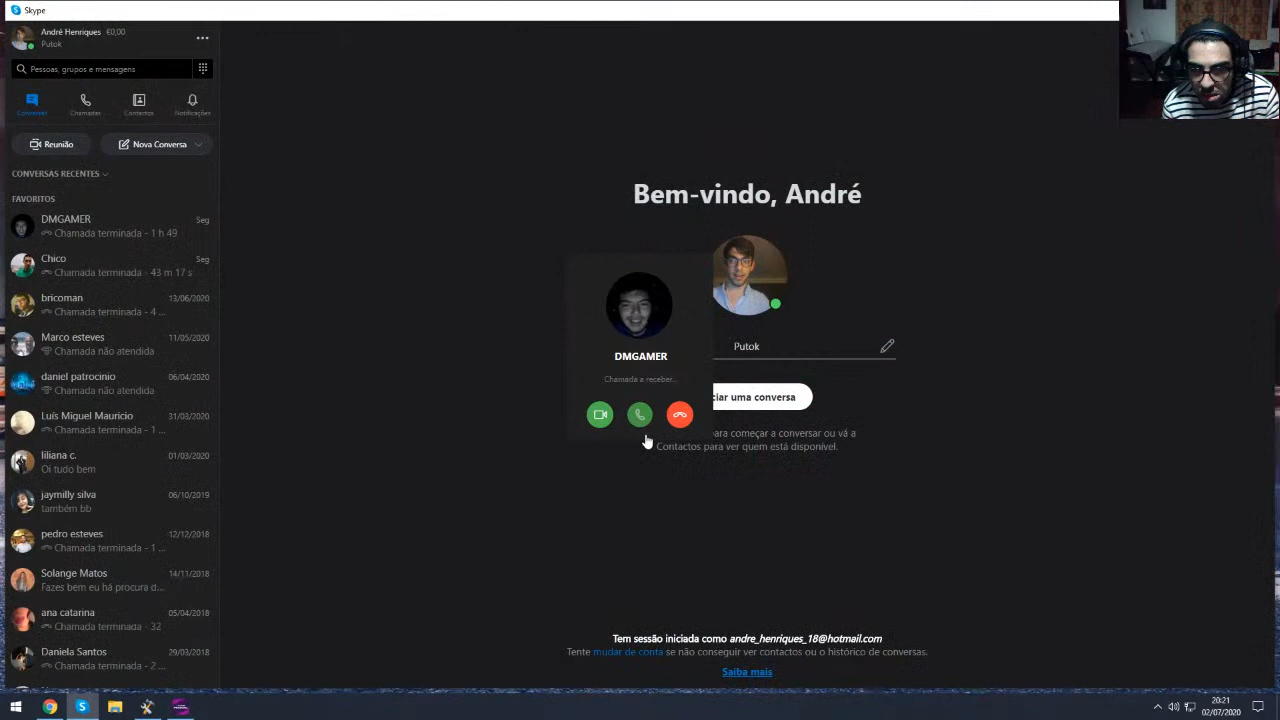 Skype
André Henriques €0,00
Putok
Pessoas, grupos e mensagens
Conversar Chamadas Contactos Notificações
Reunião Nova Conversa
CONVERSAS RECENTES
FAVORITOS
DMGAMER Seg
Chamada terminada - 1 h 49
Chico Seg
Chamada terminada - 43 m 17 s
bricoman 13/06/2020
Chamada terminada - 4 ...
Marco esteves 11/05/2020
Chamada não atendida
daniel patrocinio 06/04/2020
Chamada não atendida
Luís Miguel Mauricio 31/03/2020
Chamada terminada - 6 ...
liliana c. 01/03/2020
Oi tudo bem
jaymilly silva 06/10/2019
também bb
pedro esteves 12/12/2018
Chamada terminada - 1 ...
Solange Matos 14/11/2018
Fazes bem eu há procura d...
ana catarina 05/04/2018
Chamada terminada - 32
Daniela Santos 29/03/2018
Chamada terminada - 2 ...
Bem-vindo, André
DMGAMER
Chamada a receber...
Putok
ciar uma conversa
para começar a conversar ou vá a
Contactos para ver quem está disponível.
Tem sessão iniciada como andre_henriques_18@hotmail.com
Tente mudar de conta se não conseguir ver contactos ou o histórico de conversas.
Saiba mais
20:21
02/07/2020